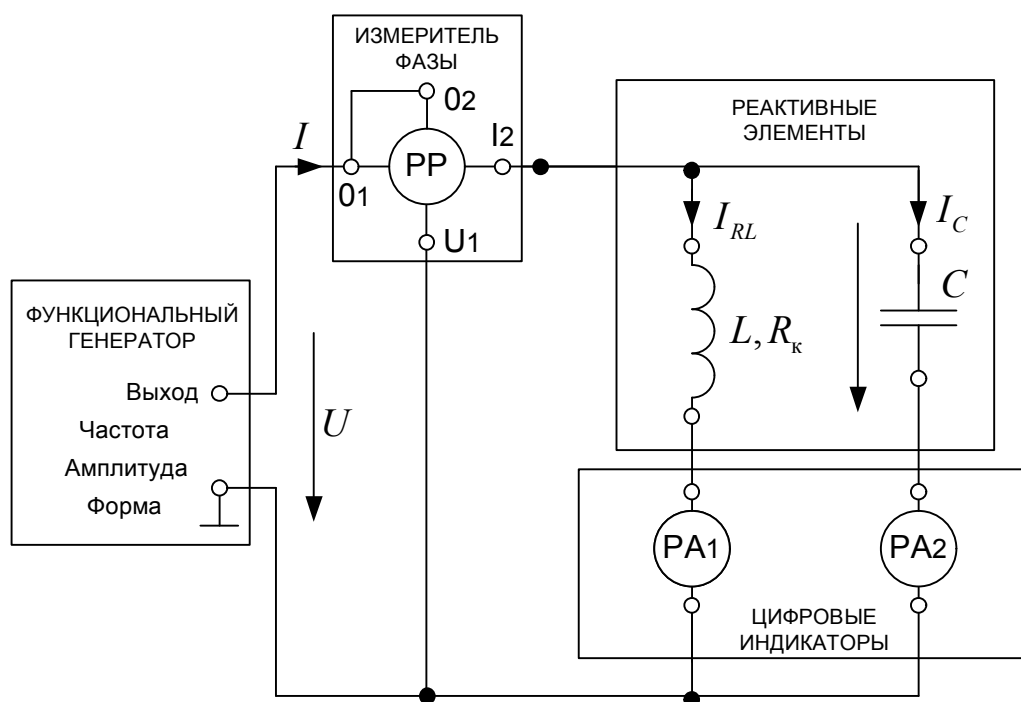 ИЗМЕРИТЕЛЬ
ФАЗЫ
02
I
I2
PP
01
U1
РЕАКТИВНЫЕ
ЭЛЕМЕНТЫ
I_RL
I_C
C
L, R_к
ФУНКЦИОНАЛЬНЫЙ
ГЕНЕРАТОР
Выход
Частота
Амплитуда
Форма
U
PA1
PA2
ЦИФРОВЫЕ
ИНДИКАТОРЫ